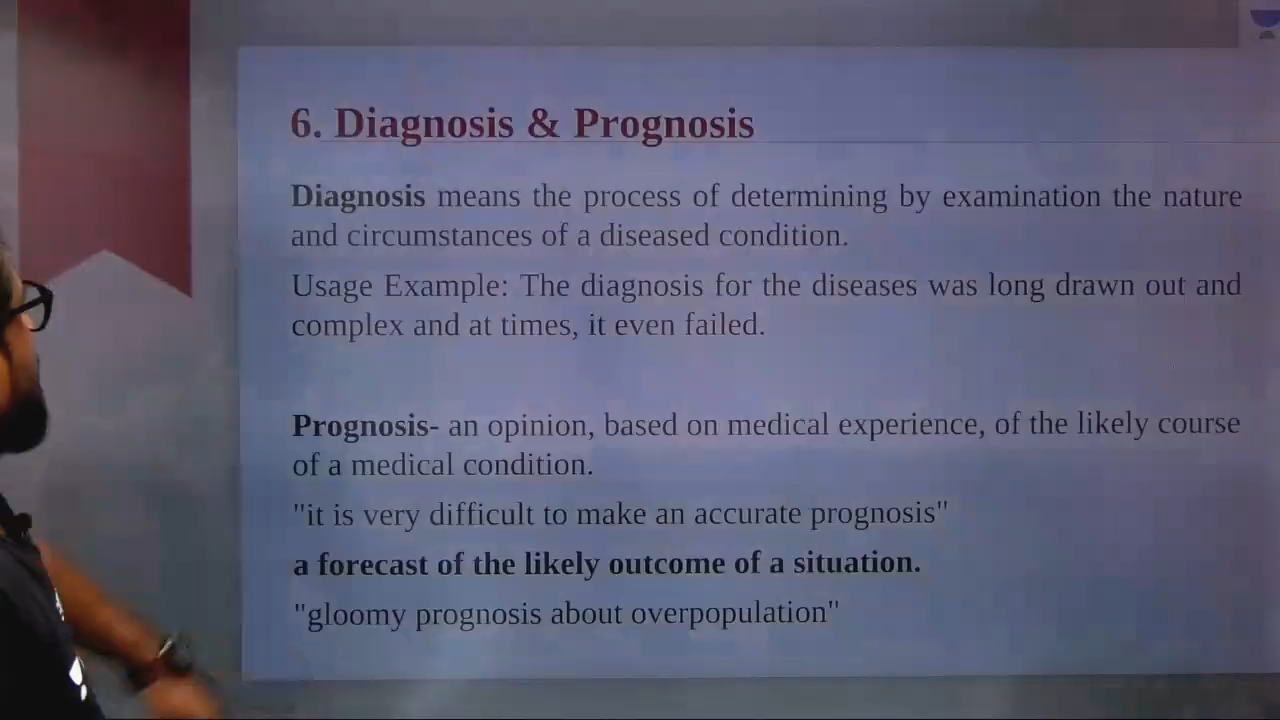 6. Diagnosis & Prognosis
Diagnosis means the process of determining by examination the nature
and circumstances of a diseased condition.
Usage Example: The diagnosis for the diseases was long drawn out and
complex and at times, it even failed.
Prognosis- an opinion, based on medical experience, of the likely course
of a medical condition.
"it is very difficult to make an accurate prognosis"
a forecast of the likely outcome of a situation.
"gloomy prognosis about overpopulation"